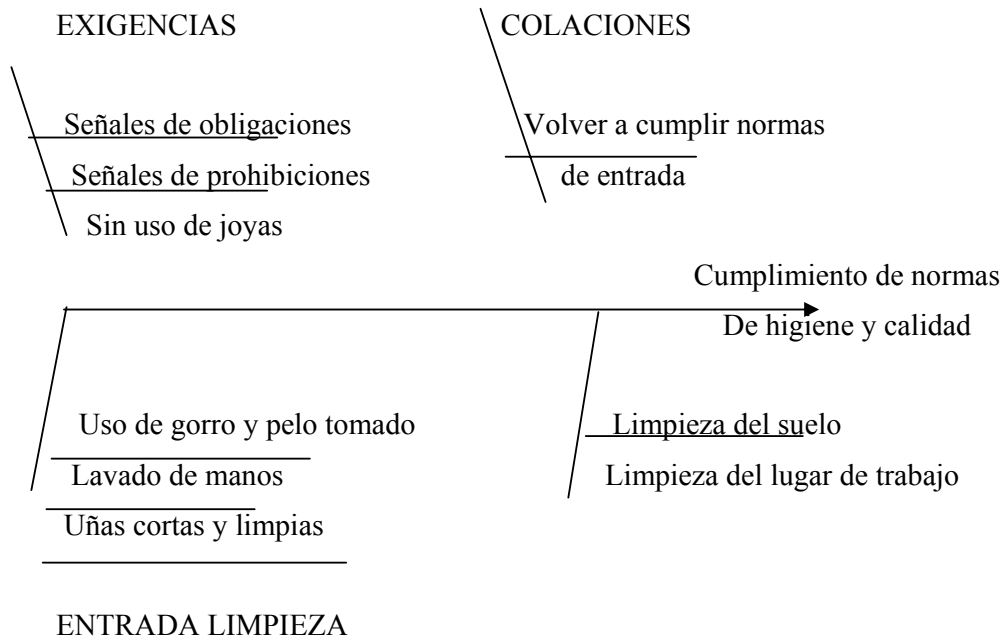 EXIGENCIAS
COLACIONES
Señales de obligaciones
Señales de prohibiciones
Sin uso de joyas
Volver a cumplir normas
de entrada
Cumplimiento de normas
De higiene y calidad
Uso de gorro y pelo tomado
Lavado de manos
Uñas cortas y limpias
Limpieza del suelo
Limpieza del lugar de trabajo
ENTRADA LIMPIEZA